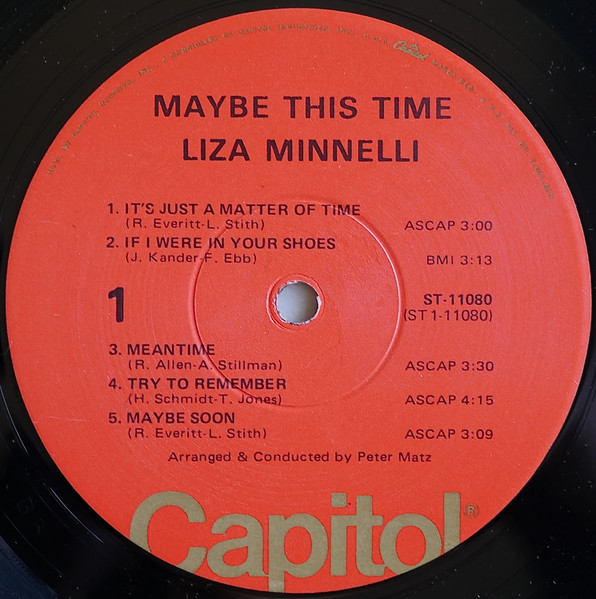 MAYBE THIS TIME
LIZA MINNELLI
1. IT'S JUST A MATTER OF TIME
(R. Everitt-L. Stith) ASCAP 3:00
2. IF I WERE IN YOUR SHOES
(J. Kander-F. Ebb) BMI 3:13
1 ST-11080
(ST 1-11080)
3. MEANTIME
(R. Allen-A. Stillman) ASCAP 3:30
4. TRY TO REMEMBER
(H. Schmidt-T. Jones) ASCAP 4:15
5. MAYBE SOON
(R. Everitt-L. Stith) ASCAP 3:09
Arranged & Conducted by Peter Matz
Capitol®